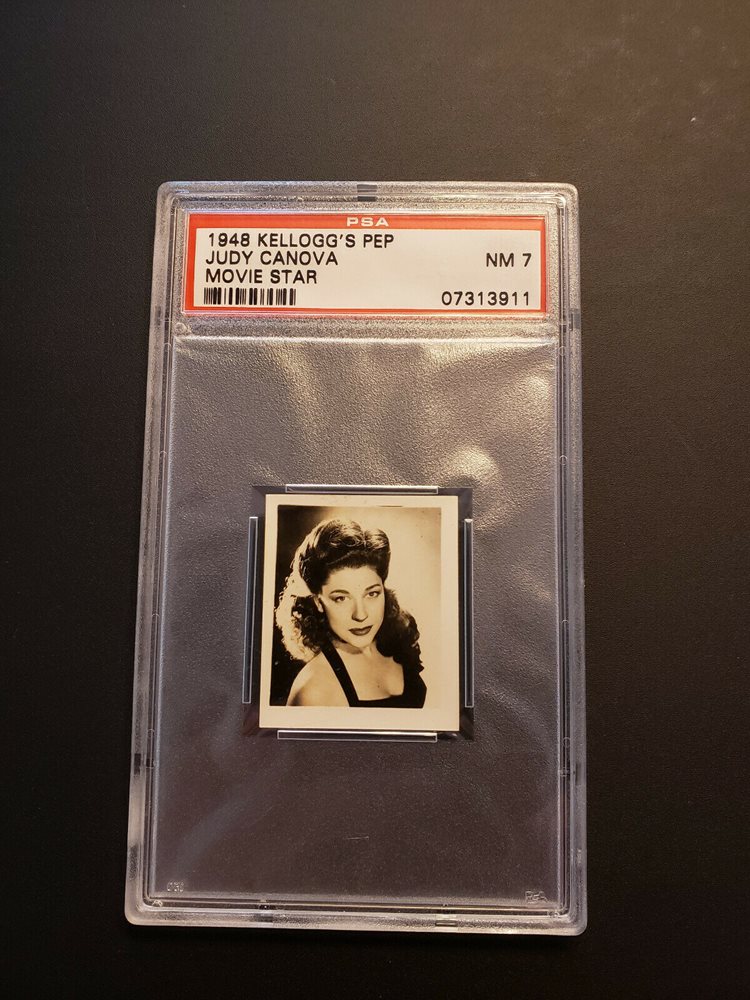 PSA
1948 KELLOGG'S PEP
JUDY CANOVA NM 7
MOVIE STAR
07313911